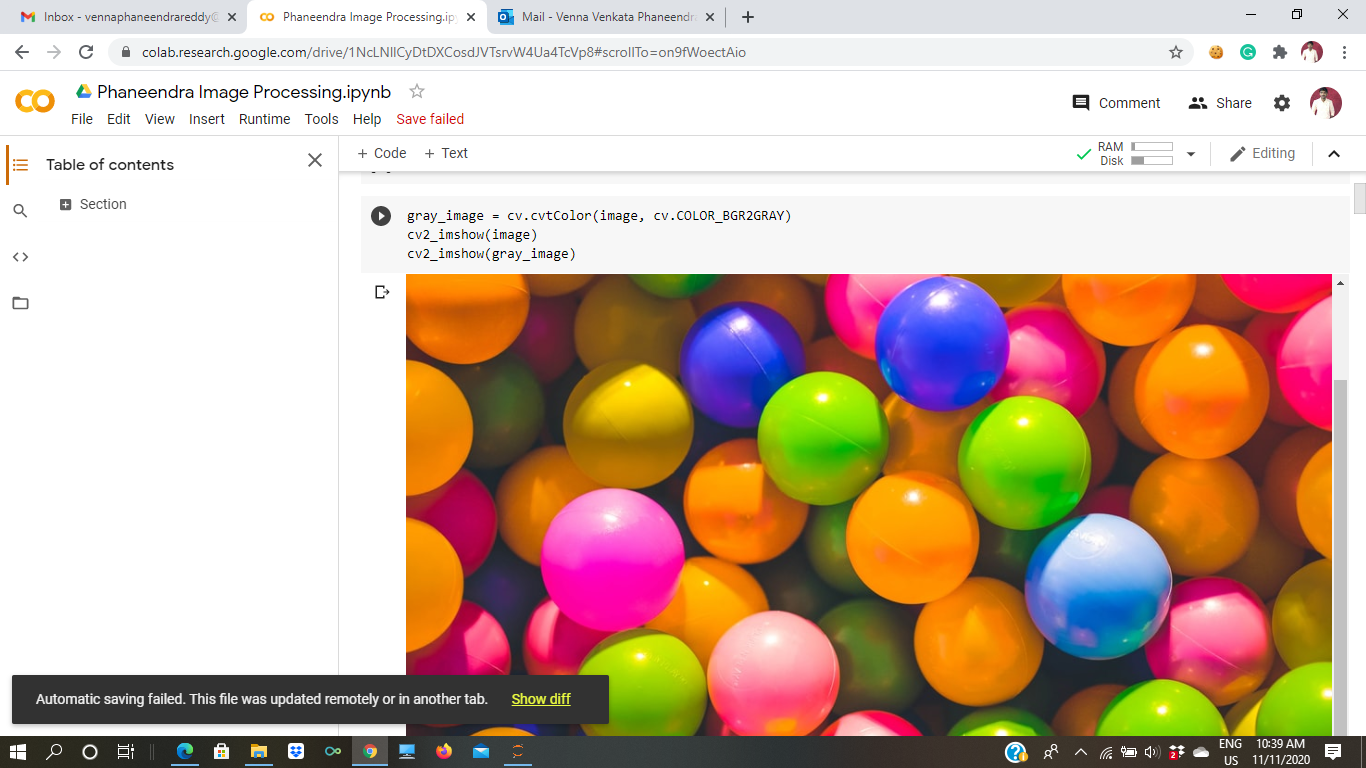 Inbox - vennaphaneendrareddy@
Phaneendra Image Processing.ip
Mail - Venna Venkata Phaneendr
colab.research.google.com/drive/1NcLNIlCyDtDXCosdJVTsrvW4Ua4TcVp8#scrollTo=on9fWoectAio
Phaneendra Image Processing.ipynb
Comment
Share
File Edit View Insert Runtime Tools Help Save failed
Table of contents
+ Code + Text
RAM
Disk
Editing
Section
gray_image = cv.cvtColor(image, cv.COLOR_BGR2GRAY)
cv2_imshow(image)
cv2_imshow(gray_image)
Automatic saving failed. This file was updated remotely or in another tab. Show diff
ENG
US
10:39 AM
11/11/2020